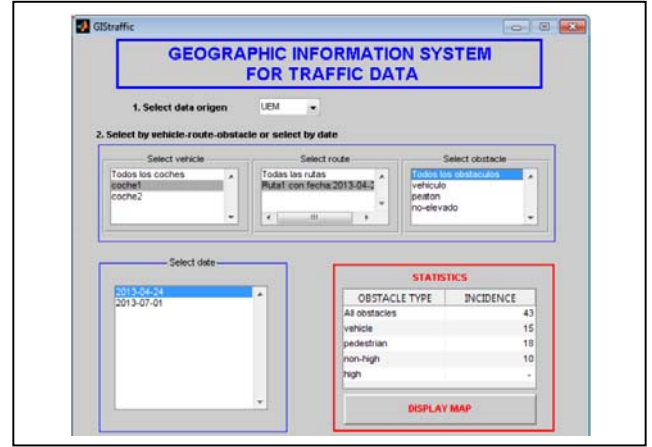 GIStraffic
GEOGRAPHIC INFORMATION SYSTEM
FOR TRAFFIC DATA
1. Select data origen
UEM
2. Select by vehicle-route-obstacle or select by date
Select vehicle
Todos los coches
coche1
coche2
Select route
Todas las rutas
Ruta1 con fecha:2013-04-2
Select obstacle
Todos los obstaculos
vehiculo
peaton
no-elevado
Select date
2013-04-24
2013-07-01
STATISTICS
OBSTACLE TYPE INCIDENCE
All obstacles 43
vehicle 15
pedestrian 18
non-high 10
high -
DISPLAY MAP